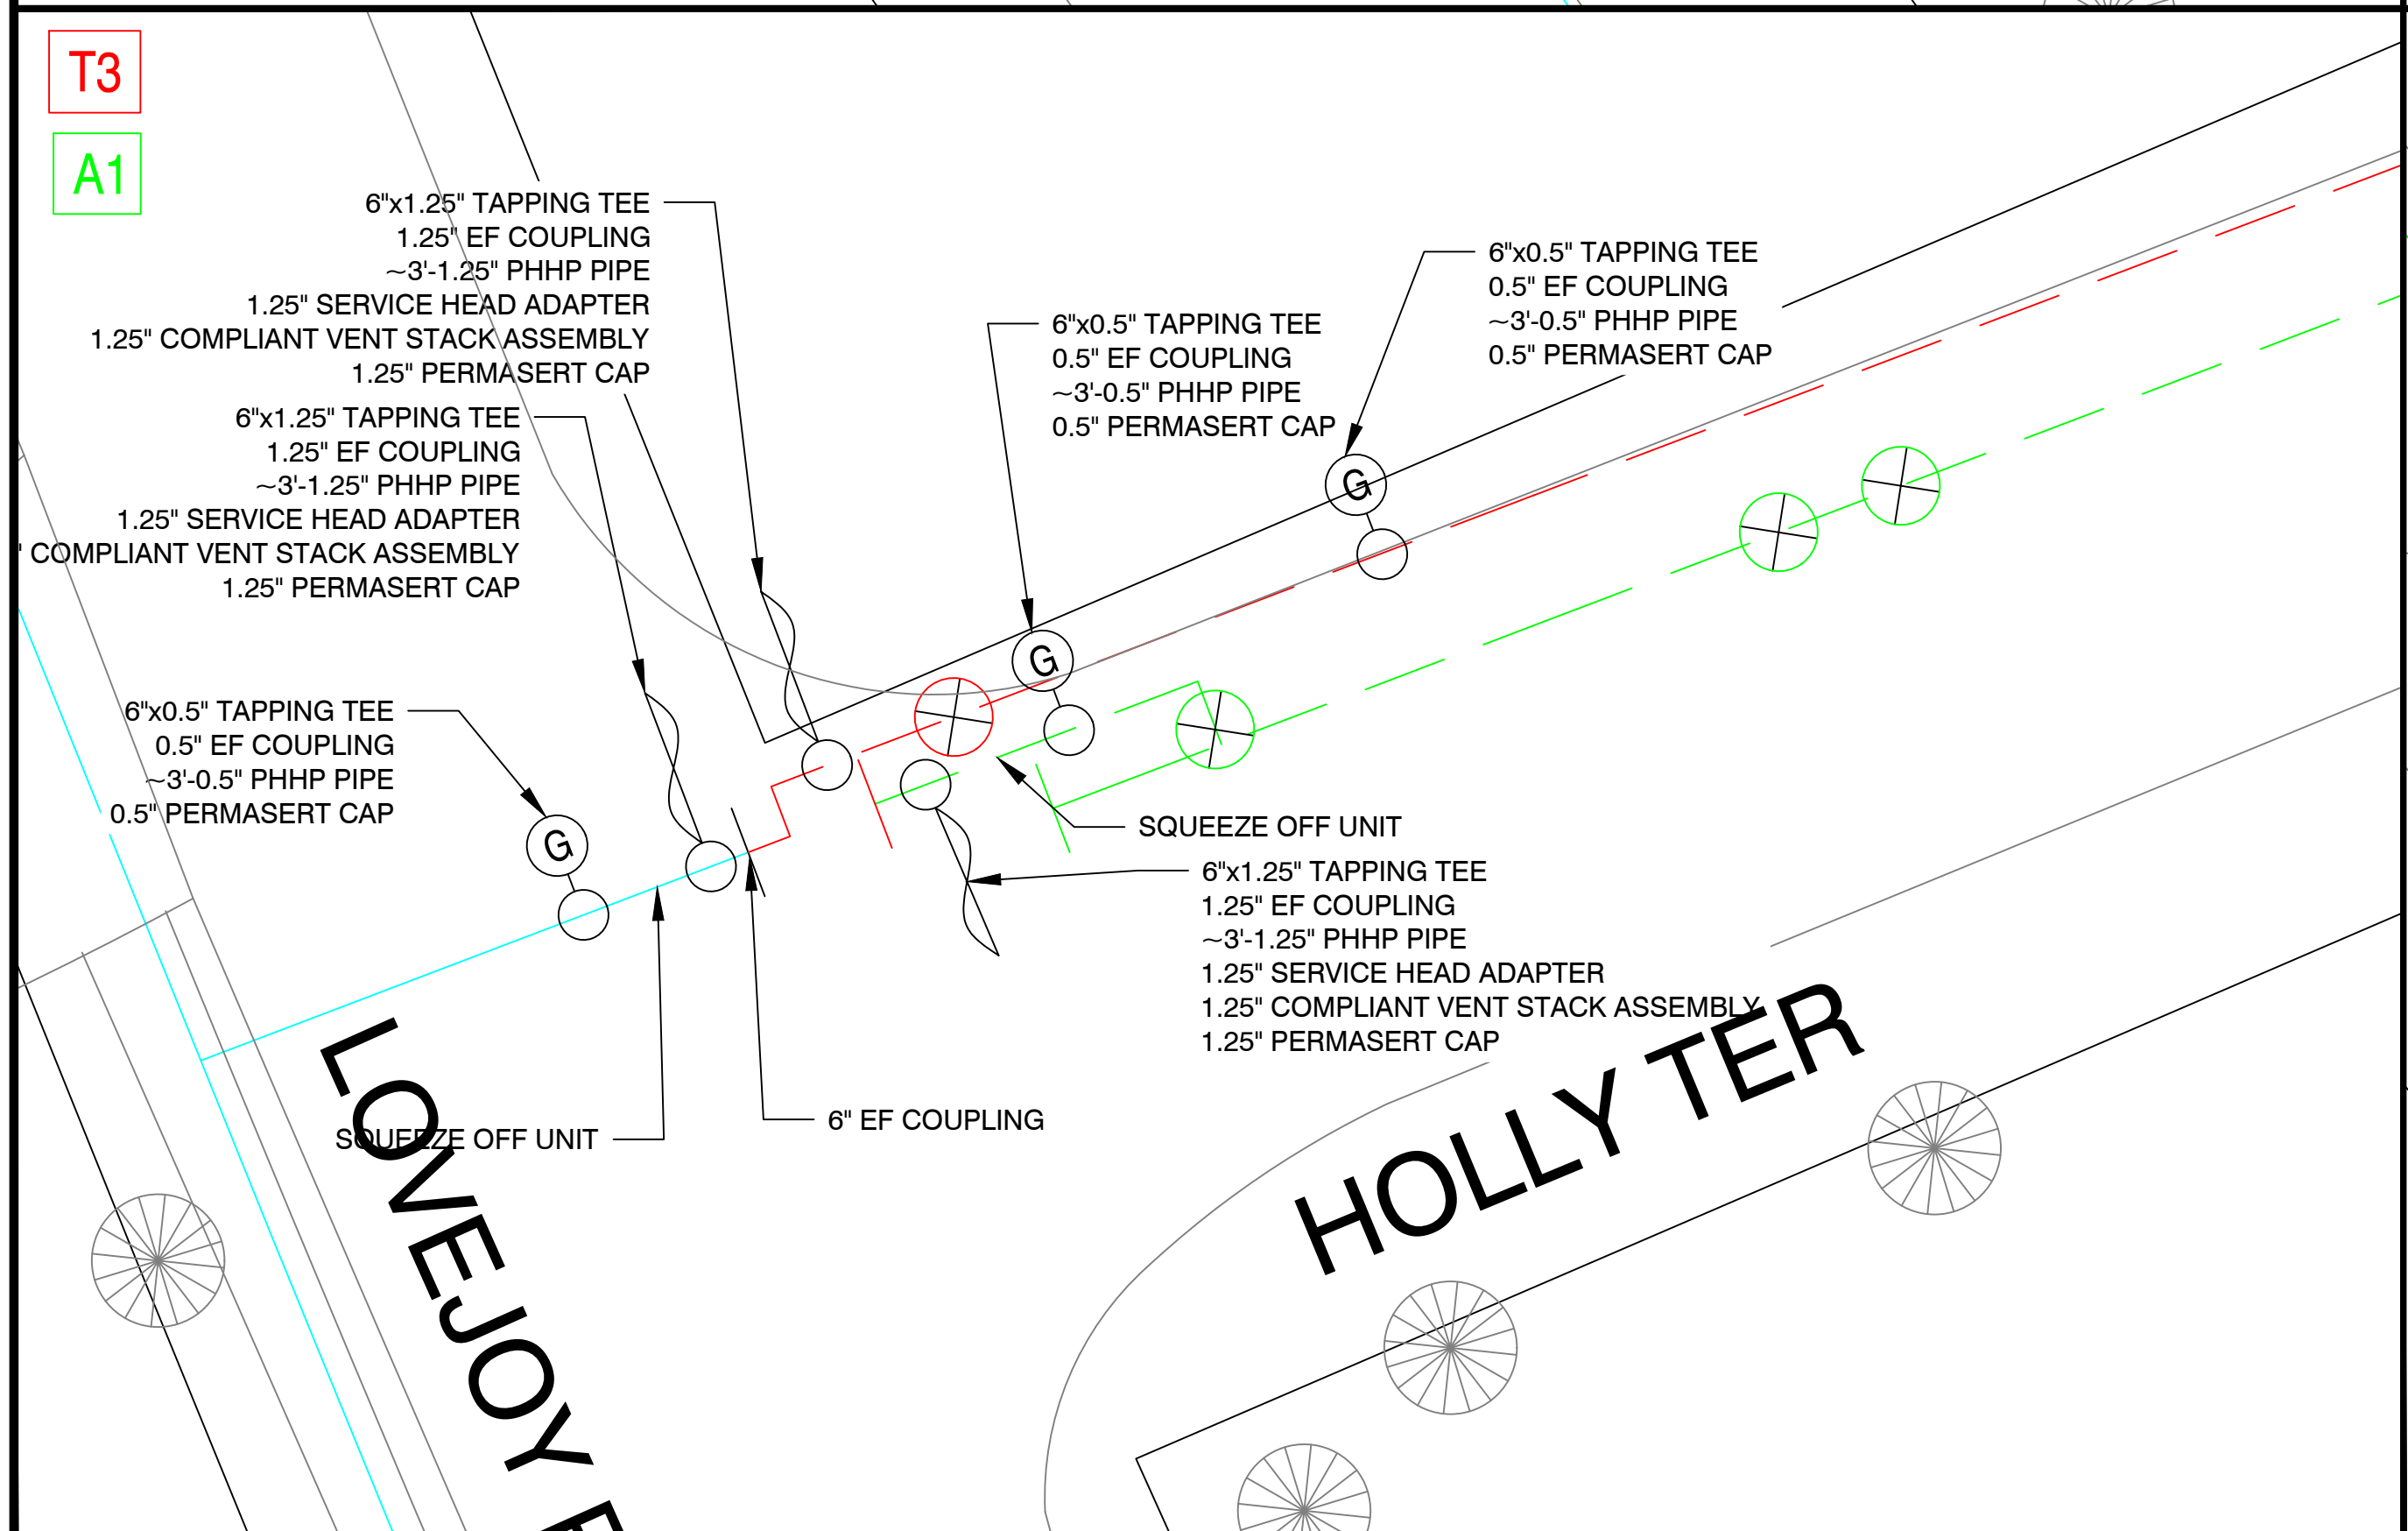 T3
A1
6"x1.25" TAPPING TEE
1.25" EF COUPLING
~3'-1.25" PHHP PIPE
1.25" SERVICE HEAD ADAPTER
1.25" COMPLIANT VENT STACK ASSEMBLY
1.25" PERMASERT CAP
6"x1.25" TAPPING TEE
1.25" EF COUPLING
~3'-1.25" PHHP PIPE
1.25" SERVICE HEAD ADAPTER
" COMPLIANT VENT STACK ASSEMBLY
1.25" PERMASERT CAP
6"x0.5" TAPPING TEE
0.5" EF COUPLING
~3'-0.5" PHHP PIPE
0.5" PERMASERT CAP
6"x0.5" TAPPING TEE
0.5" EF COUPLING
~3'-0.5" PHHP PIPE
0.5" PERMASERT CAP
G
G
6"x0.5" TAPPING TEE
0.5" EF COUPLING
~3'-0.5" PHHP PIPE
0.5" PERMASERT CAP
G
SQUEEZE OFF UNIT
6"x1.25" TAPPING TEE
1.25" EF COUPLING
~3'-1.25" PHHP PIPE
1.25" SERVICE HEAD ADAPTER
1.25" COMPLIANT VENT STACK ASSEMBLY
1.25" PERMASERT CAP
6" EF COUPLING
SQUEEZE OFF UNIT
LOVEJOY
HOLLY TER